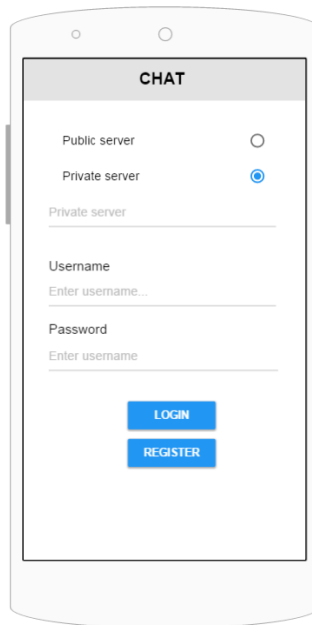 CHAT
Public server
Private server
Private server
Username
Enter username...
Password
Enter username
LOGIN
REGISTER